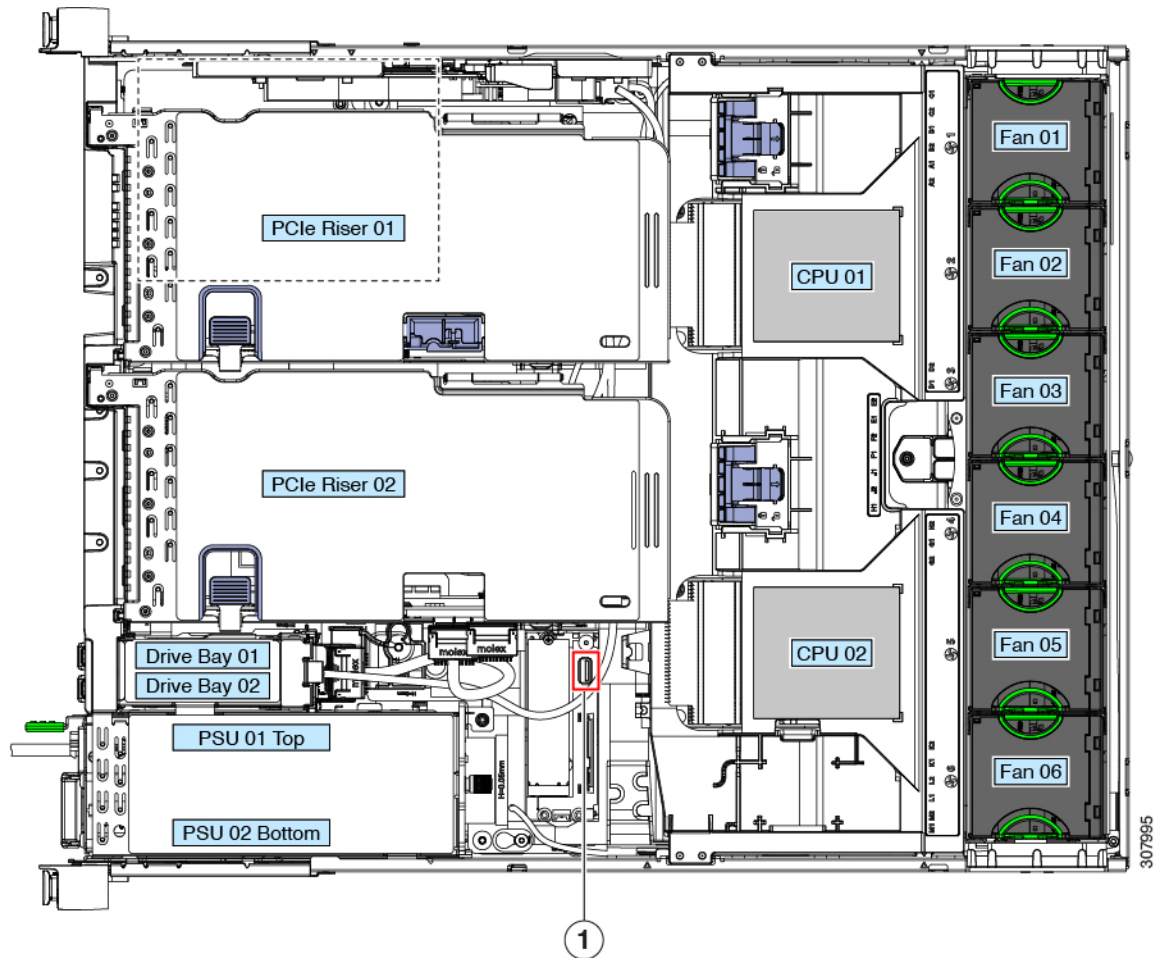 Fan 01
PCIe Riser 01
Fan 02
CPU 01
Fan 03
PCIe Riser 02
Fan 04
molex
molex
Drive Bay 01
Fan 05
CPU 02
Drive Bay 02
PSU 01 Top
Fan 06
H=0.05mm
PSU 02 Bottom
307995
1